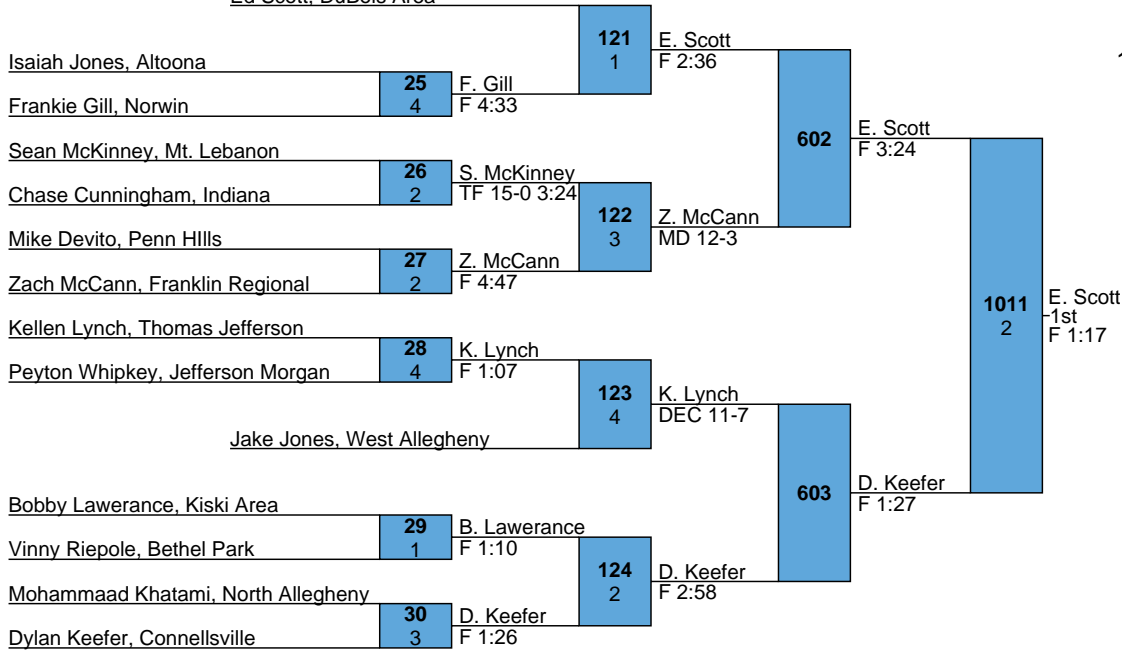 Ed Scott, DuBois Area
121
1
E. Scott
F 2:36
Isaiah Jones, Altoona
25
4
F. Gill
F 4:33
Frankie Gill, Norwin
602
E. Scott
F 3:24
Sean McKinney, Mt. Lebanon
26
2
S. McKinney
TF 15-0 3:24
Chase Cunningham, Indiana
122
3
Z. McCann
MD 12-3
Mike Devito, Penn HIlls
27
2
Z. McCann
F 4:47
Zach McCann, Franklin Regional
1011
2
E. Scott
1st
F 1:17
Kellen Lynch, Thomas Jefferson
28
4
K. Lynch
F 1:07
Peyton Whipkey, Jefferson Morgan
123
4
K. Lynch
DEC 11-7
Jake Jones, West Allegheny
603
D. Keefer
F 1:27
Bobby Lawerance, Kiski Area
29
1
B. Lawerance
F 1:10
Vinny Riepole, Bethel Park
124
2
D. Keefer
F 2:58
Mohammaad Khatami, North Allegheny
30
3
D. Keefer
F 1:26
Dylan Keefer, Connellsville